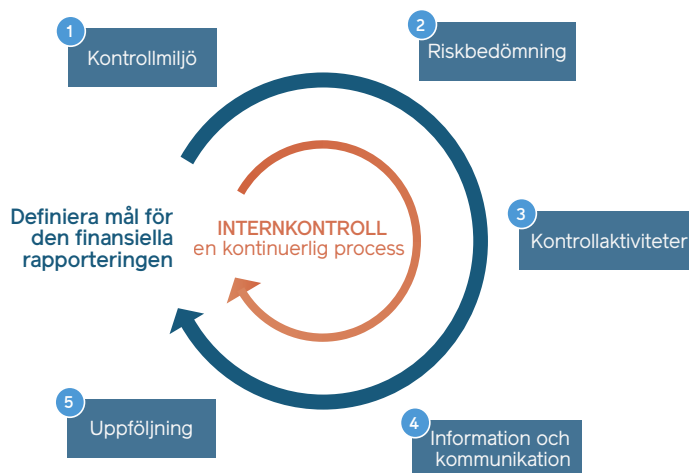 1
Kontrollmiljö
2
Riskbedömning
3
Kontrollaktiviteter
Definiera mål för
den finansiella
rapporteringen
INTERNKONTROLL
en kontinuerlig process
4
Information och
kommunikation
5
Uppföljning